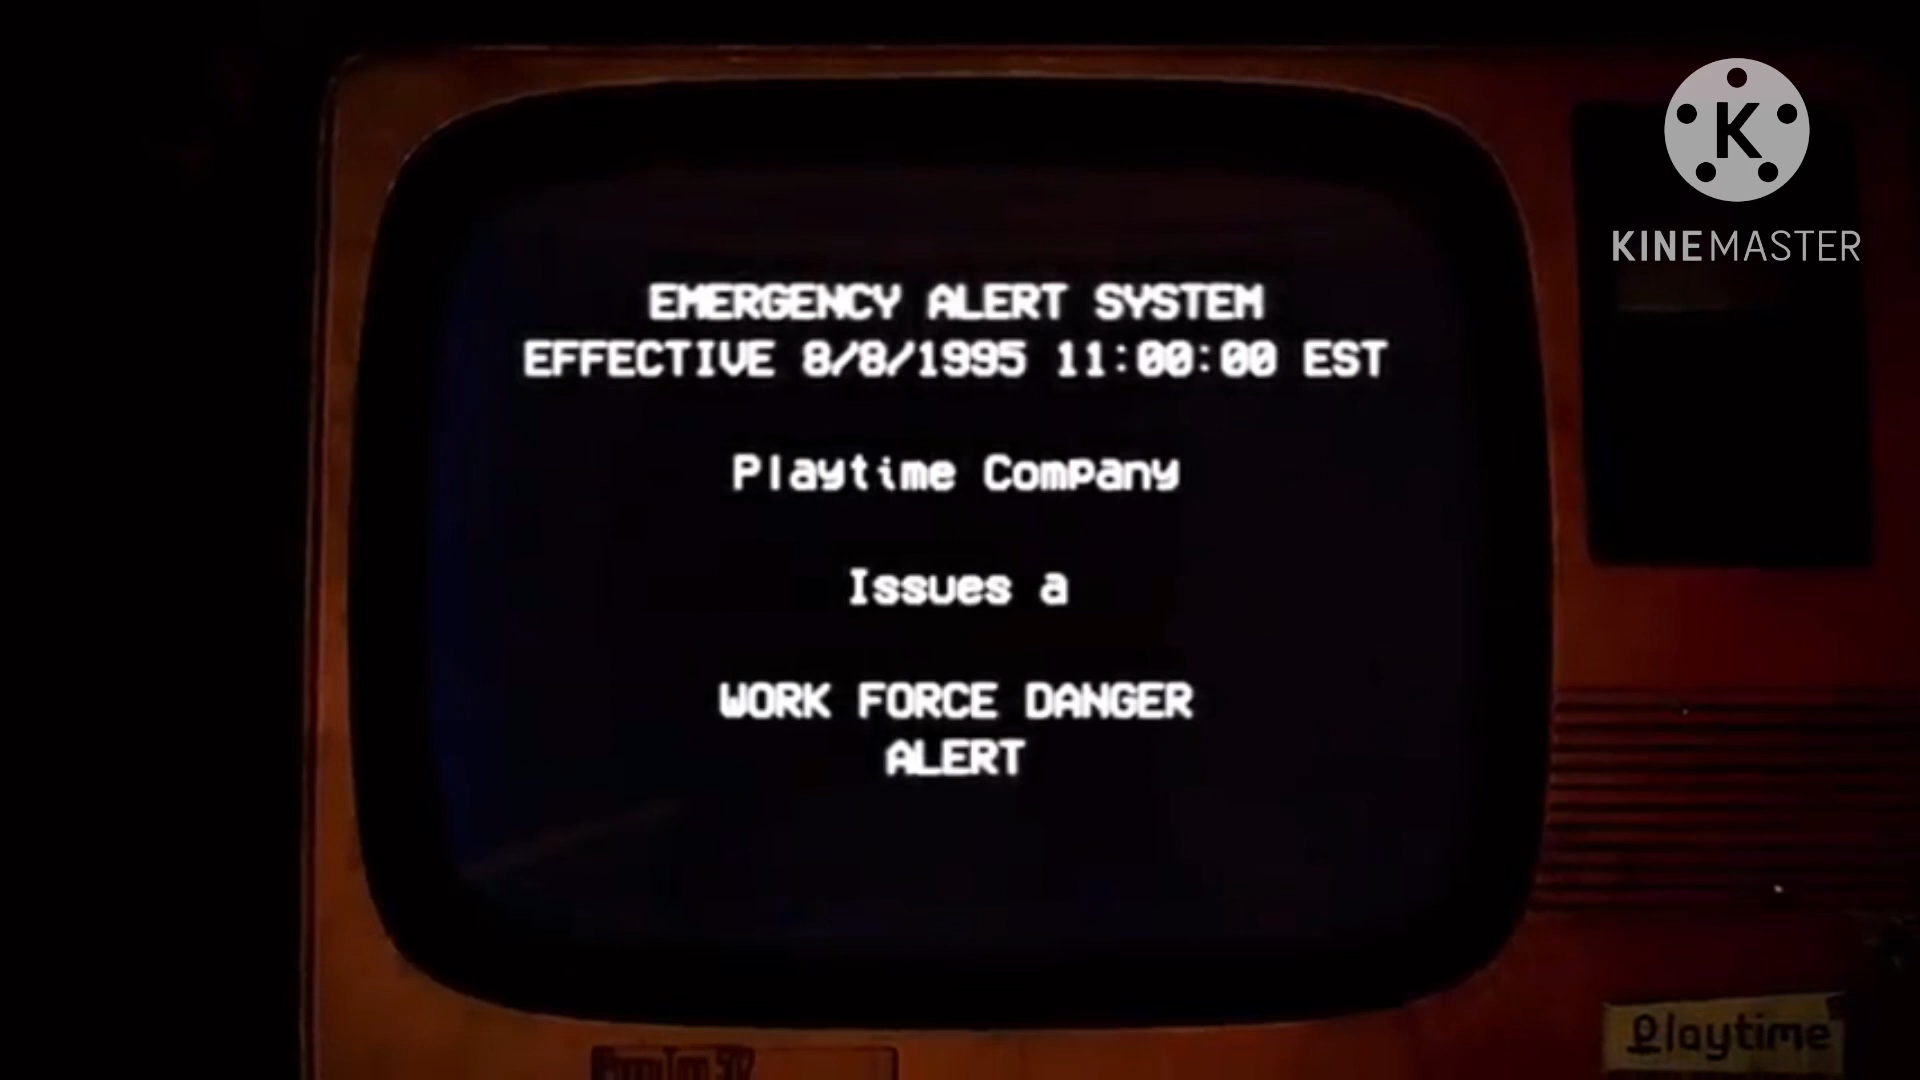 K
KINEMASTER
EMERGENCY ALERT SYSTEM
EFFECTIVE 8/8/1995 11:00:00 EST
Playtime Company
Issues a
WORK FORCE DANGER
ALERT
Playtime